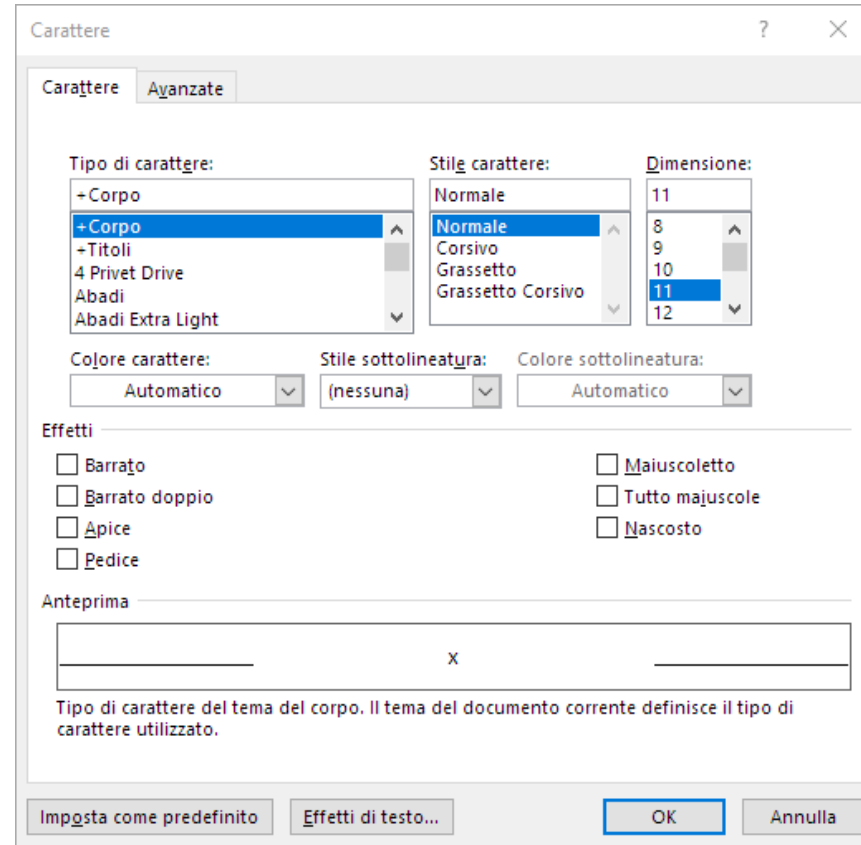 Carattere ? ×
Carattere Avanzate
Tipo di carattere: Stile carattere: Dimensione:
+Corpo Normale 11
+Corpo Normale 8
+Titoli Corsivo 9
4 Privet Drive Grassetto 10
Abadi Grassetto Corsivo 11
Abadi Extra Light 12
Colore carattere: Stile sottolineatura: Colore sottolineatura:
Automatico (nessuna) Automatico
Effetti
Barrato Maiuscoletto
Barrato doppio Tutto maiuscole
Apice Nascosto
Pedice
Anteprima
x
Tipo di carattere del tema del corpo. Il tema del documento corrente definisce il tipo di
carattere utilizzato.
Imposta come predefinito Effetti di testo... OK Annulla